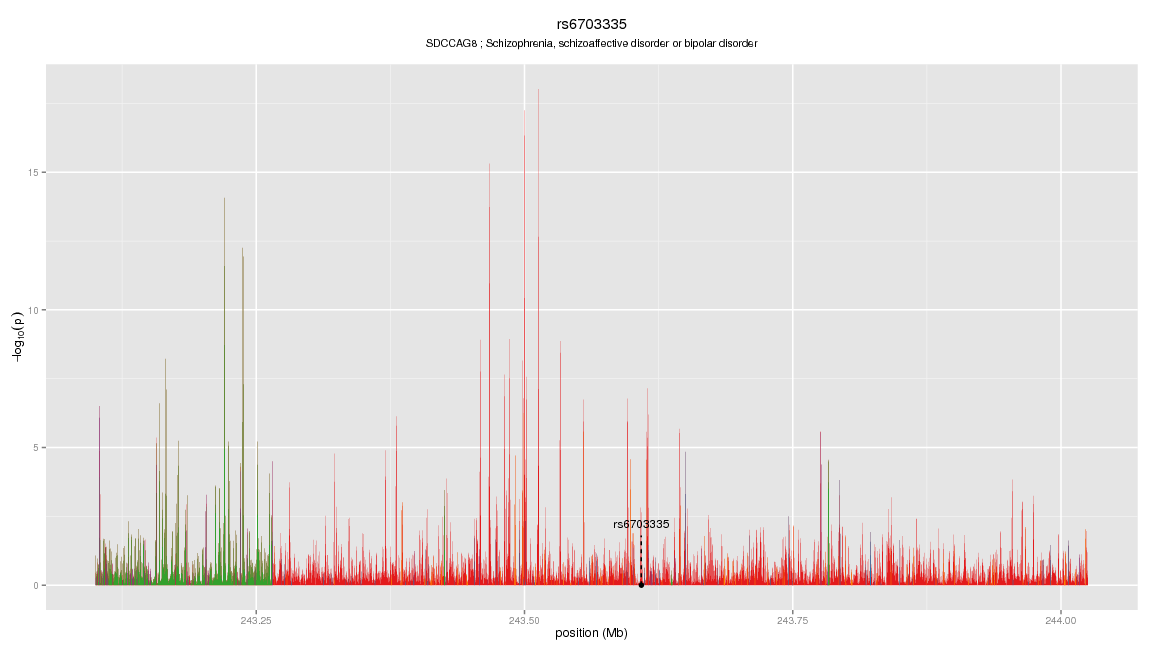 rs6703335
SDCCAG8 ; Schizophrenia, schizoaffective disorder or bipolar disorder
−log10(p)
15
10
5
0
rs6703335
243.25 243.50 243.75 244.00
position (Mb)